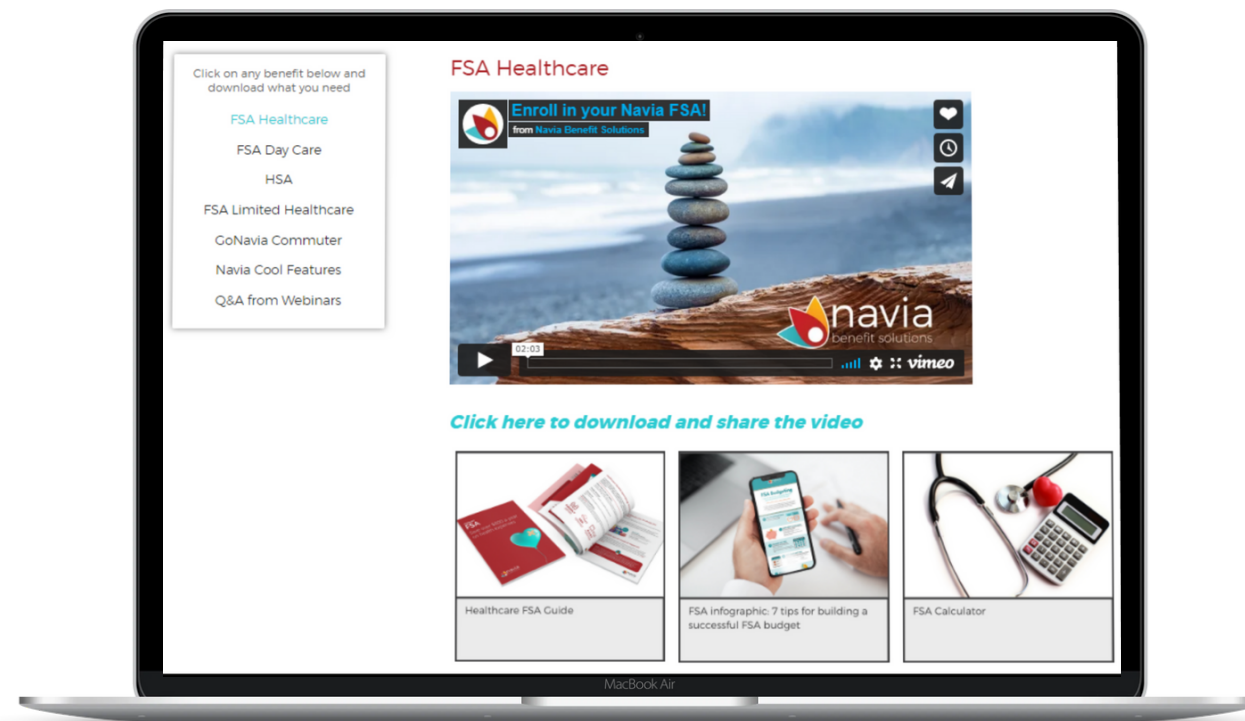 Click on any benefit below and
download what you need
FSA Healthcare
FSA Day Care
HSA
FSA Limited Healthcare
GoNavia Commuter
Navia Cool Features
Q&A from Webinars
FSA Healthcare
Enroll in your Navia FSA!
from Navia Benefit Solutions
navia
benefit solutions
02:03
vimeo
Click here to download and share the video
FSA
FSA budgeting
Healthcare FSA Guide
FSA infographic: 7 tips for building a
successful FSA budget
FSA Calculator
MacBook Air